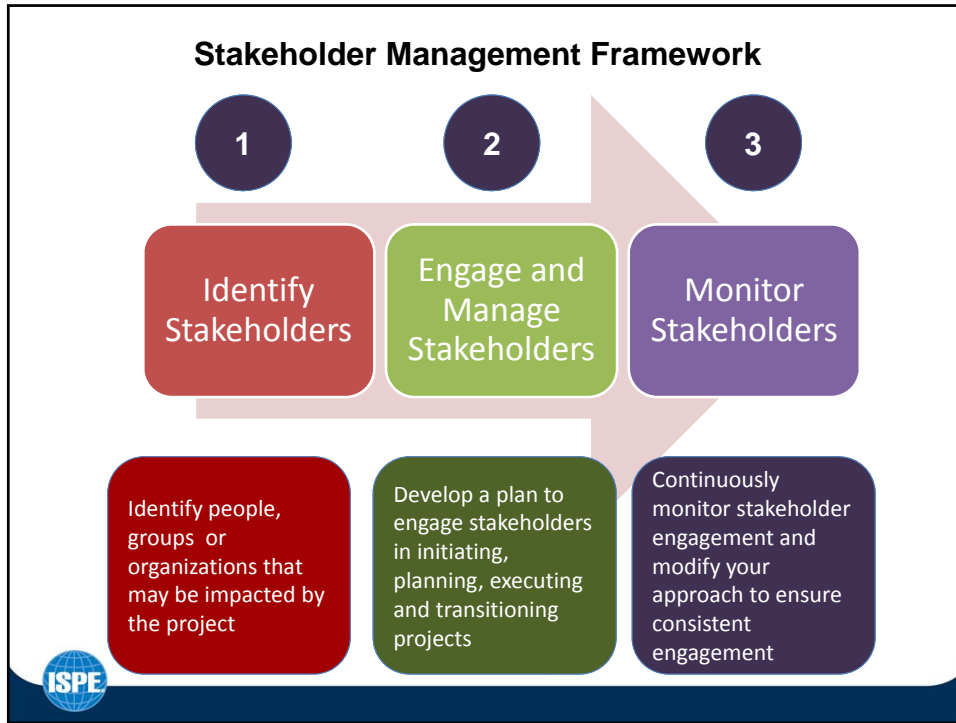 Stakeholder Management Framework
1
2
3
Identify
Stakeholders
Engage and
Manage
Stakeholders
Monitor
Stakeholders
Identify people,
groups or
organizations that
may be impacted by
the project
Develop a plan to
engage stakeholders
in initiating,
planning, executing
and transitioning
projects
Continuously
monitor stakeholder
engagement and
modify your
approach to ensure
consistent
engagement
ISPE